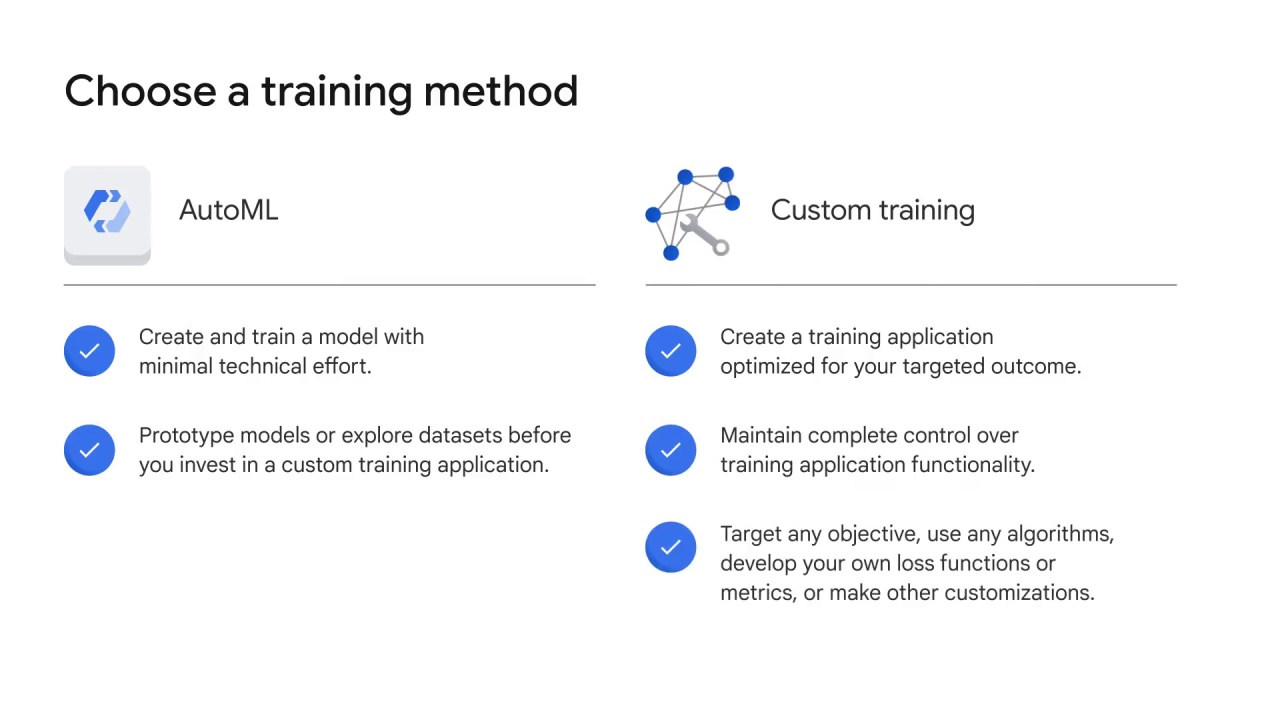 Choose a training method
AutoML
Create and train a model with
minimal technical effort.
Prototype models or explore datasets before
you invest in a custom training application.
Custom training
Create a training application
optimized for your targeted outcome.
Maintain complete control over
training application functionality.
Target any objective, use any algorithms,
develop your own loss functions or
metrics, or make other customizations.